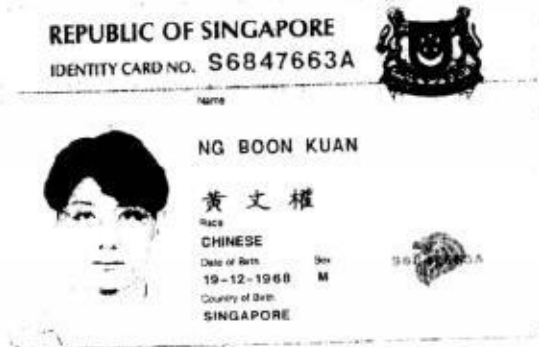 REPUBLIC OF SINGAPORE
IDENTITY CARD NO. S6847663A
Name
NG BOON KUAN
黃文權
Race
CHINESE
Date of Birth Sex
19-12-1968 M
Country of Birth
SINGAPORE